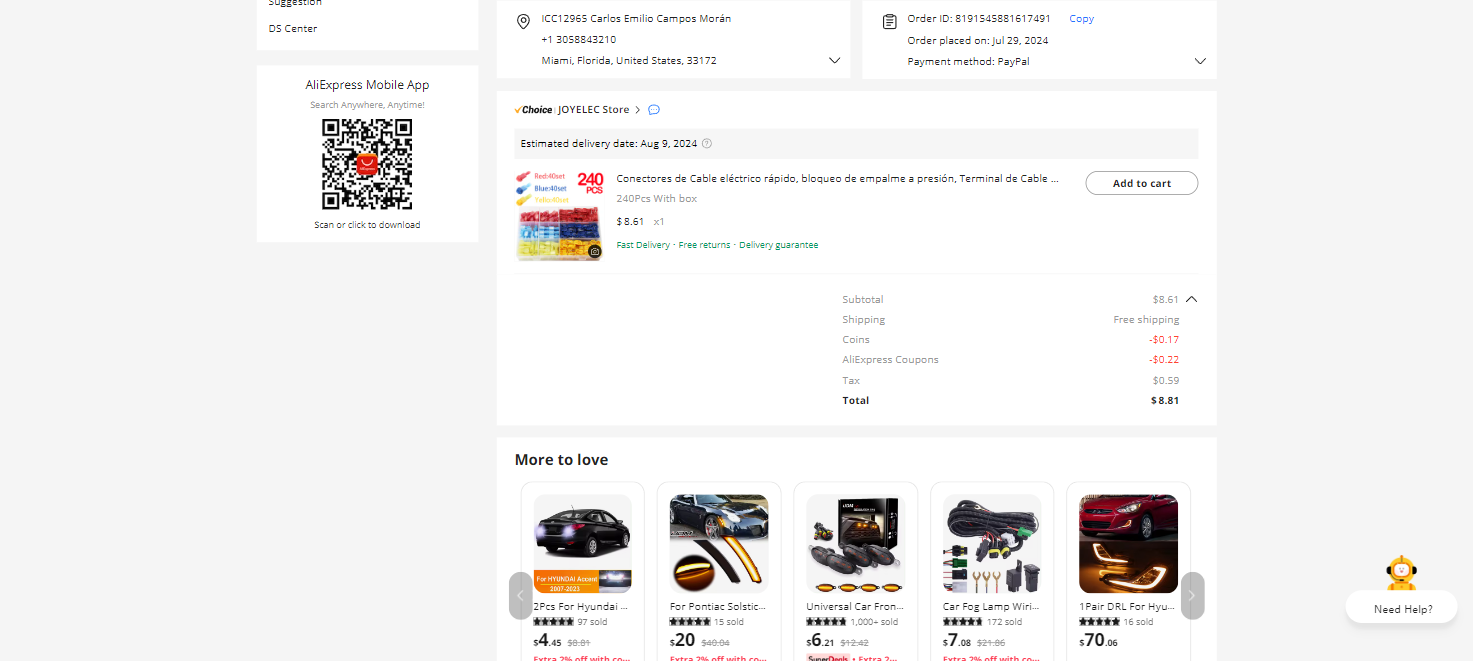 Suggestion
DS Center
AliExpress Mobile App
Search Anywhere, Anytime!
Scan or click to download
ICC12965 Carlos Emilio Campos Morán
+1 3058843210
Miami, Florida, United States, 33172
Order ID: 8191545881617491 Copy
Order placed on: Jul 29, 2024
Payment method: PayPal
Choice JOYELEC Store
Estimated delivery date: Aug 9, 2024
Red:40set
Blue:40set
Yello:40set
240
PCS
Conectores de Cable eléctrico rápido, bloqueo de empalme a presión, Terminal de Cable ...
240Pcs With box
$8.61 x1
Fast Delivery · Free returns · Delivery guarantee
Add to cart
Subtotal $8.61
Shipping Free shipping
Coins -$0.17
AliExpress Coupons -$0.22
Tax $0.59
Total $8.81
More to love
For HYUNDAI Accent
2007-2023
2Pcs For Hyundai ...
97 sold
$4.45 $8.81
Extra 2% off with co...
For Pontiac Solstic...
15 sold
$20 $40.04
Extra 2% off with co...
Universal Car Fron...
1,000+ sold
$6.21 $12.42
SuperDeals • Extra 2...
Car Fog Lamp Wiri...
172 sold
$7.08 $21.86
Extra 2% off with co...
1Pair DRL For Hyu...
16 sold
$70.06
Extra 2% off with co...
Need Help?